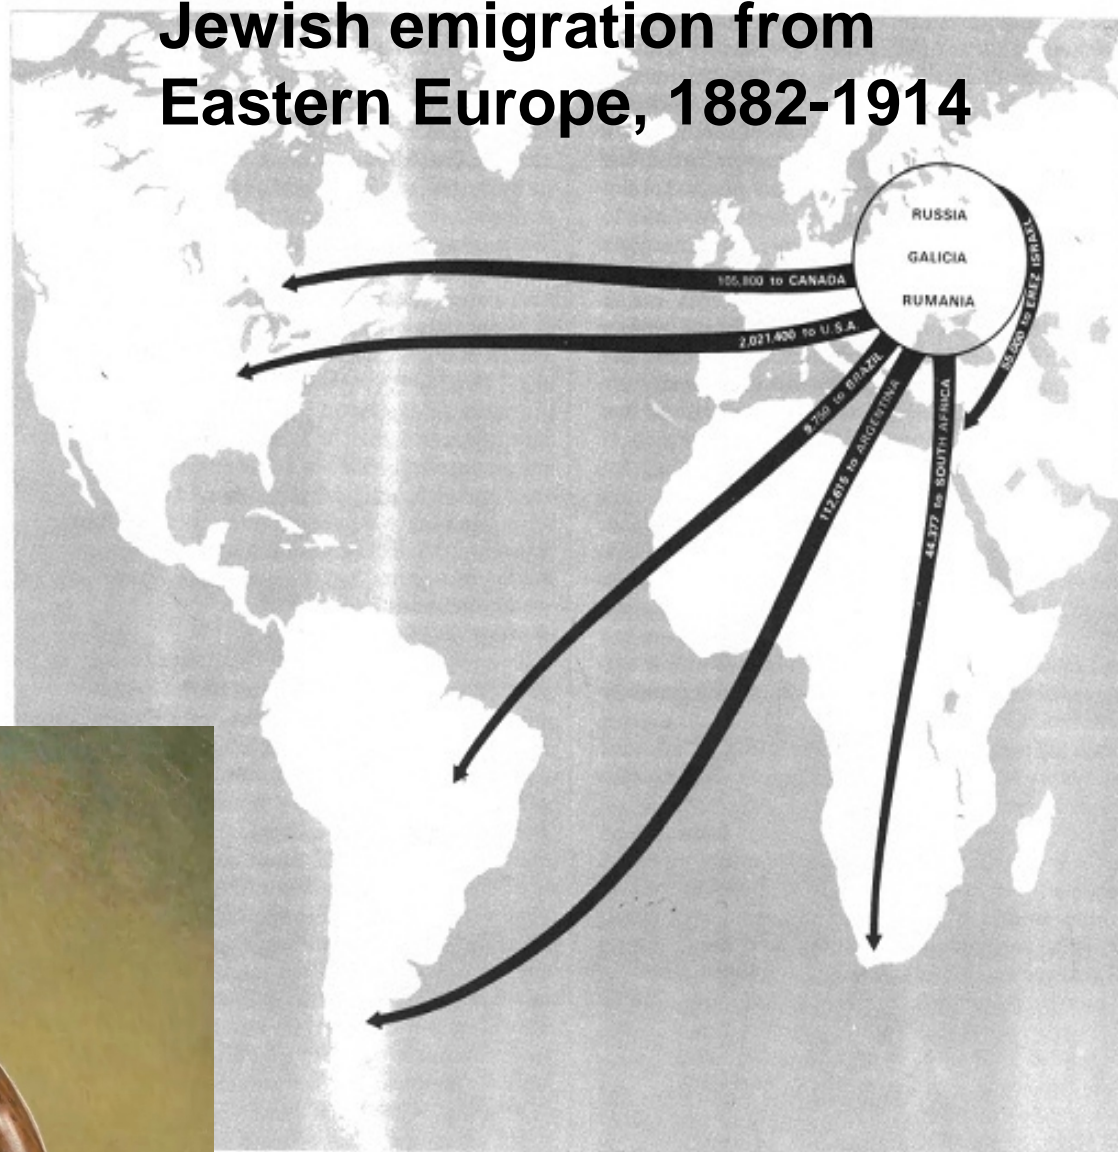 Jewish emigration from
Eastern Europe, 1882-1914
RUSSIA
GALICIA
RUMANIA
105,800 to CANADA
2,021,400 to U.S.A.
9,750 to BRAZIL
112,615 to ARGENTINA
44,377 to SOUTH AFRICA
55,000 to EREZ ISRAEL